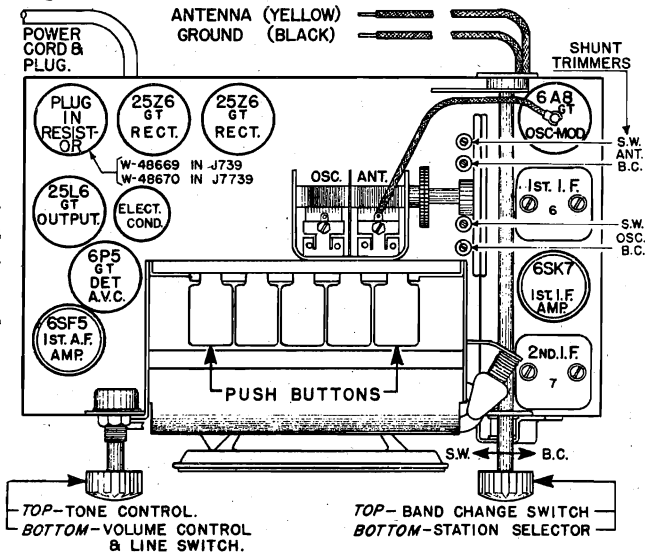 ANTENNA (YELLOW)
GROUND (BLACK)
POWER
CORD &
PLUG.
SHUNT
TRIMMERS
PLUG
IN
RESIST-
OR
25Z6
GT
RECT.
25Z6
GT
RECT.
6A8
GT
OSC-MOD.
W-48669 IN J739
W-48670 IN J7739
OSC.
ANT.
S.W.
ANT.
B.C.
25L6
GT
OUTPUT.
ELECT.
COND.
1ST. I.F.
6
S.W.
OSC.
B.C.
6P5
GT
DET
A.V.C.
6SK7
1ST. I.F.
AMP.
6SF5
1ST. A.F.
AMP.
2ND. I.F.
7
PUSH BUTTONS
S.W.
B.C.
TOP-TONE CONTROL.
BOTTOM-VOLUME CONTROL
& LINE SWITCH.
TOP-BAND CHANGE SWITCH
BOTTOM-STATION SELECTOR